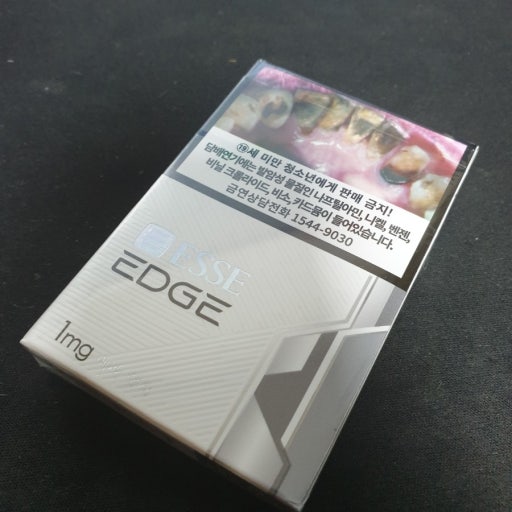 19세 미만 청소년에게 판매 금지!
담배연기에는 발암성 물질인 나프틸아민, 니켈, 벤젠,
비닐 크롤라이드, 비소, 카드뮴이 들어있습니다.
금연상담전화 1544-9030
ESSE
EDGE
1mg